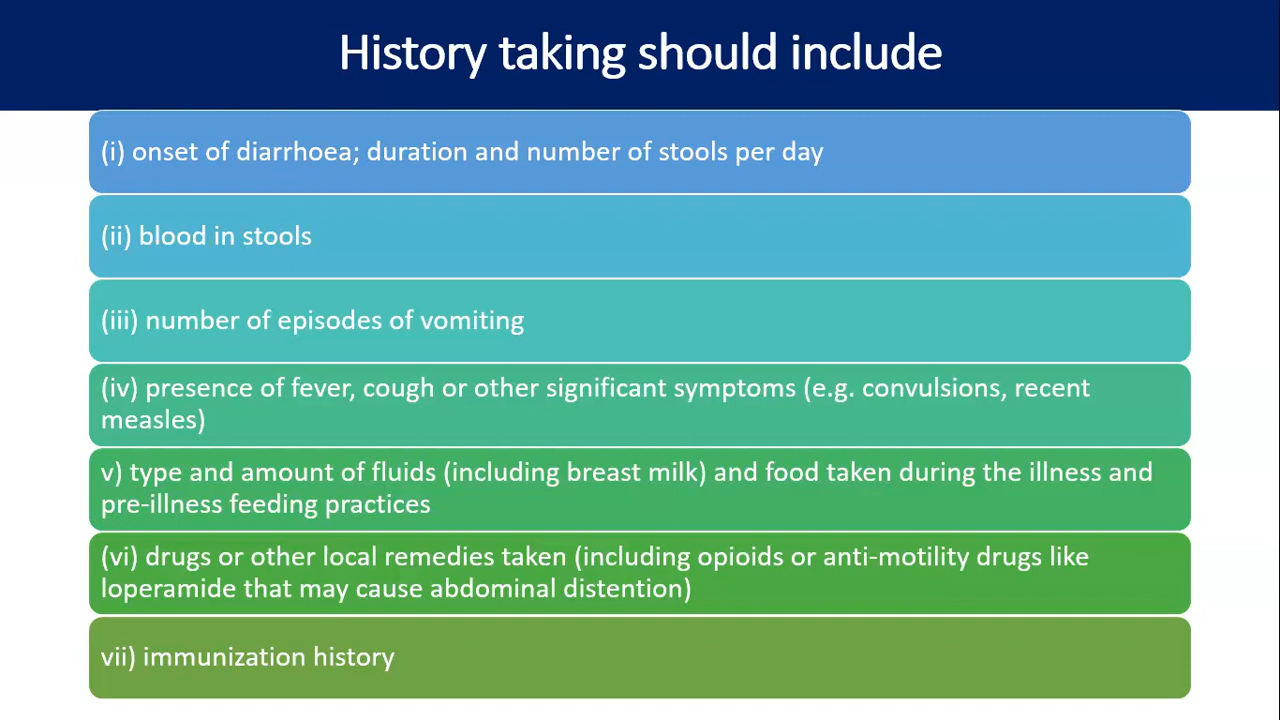 History taking should include
(i) onset of diarrhoea; duration and number of stools per day
(ii) blood in stools
(iii) number of episodes of vomiting
(iv) presence of fever, cough or other significant symptoms (e.g. convulsions, recent
measles)
v) type and amount of fluids (including breast milk) and food taken during the illness and
pre-illness feeding practices
(vi) drugs or other local remedies taken (including opioids or anti-motility drugs like
loperamide that may cause abdominal distention)
vii) immunization history